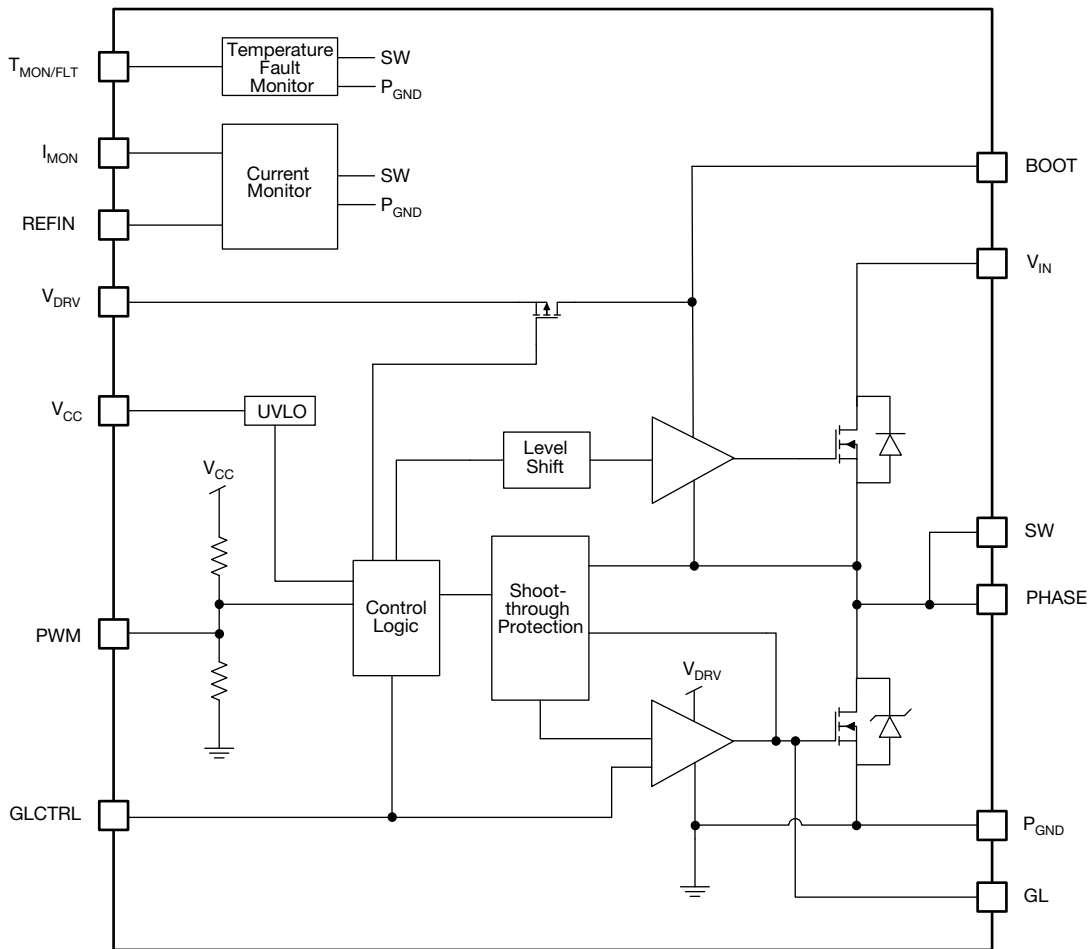 T_MON/FLT
Temperature
Fault
Monitor
SW
P_GND
I_MON
REFIN
Current
Monitor
SW
P_GND
BOOT
V_IN
V_DRV
V_CC
UVLO
V_CC
Level
Shift
SW
PHASE
Control
Logic
Shoot-
through
Protection
PWM
V_DRV
GLCTRL
P_GND
GL